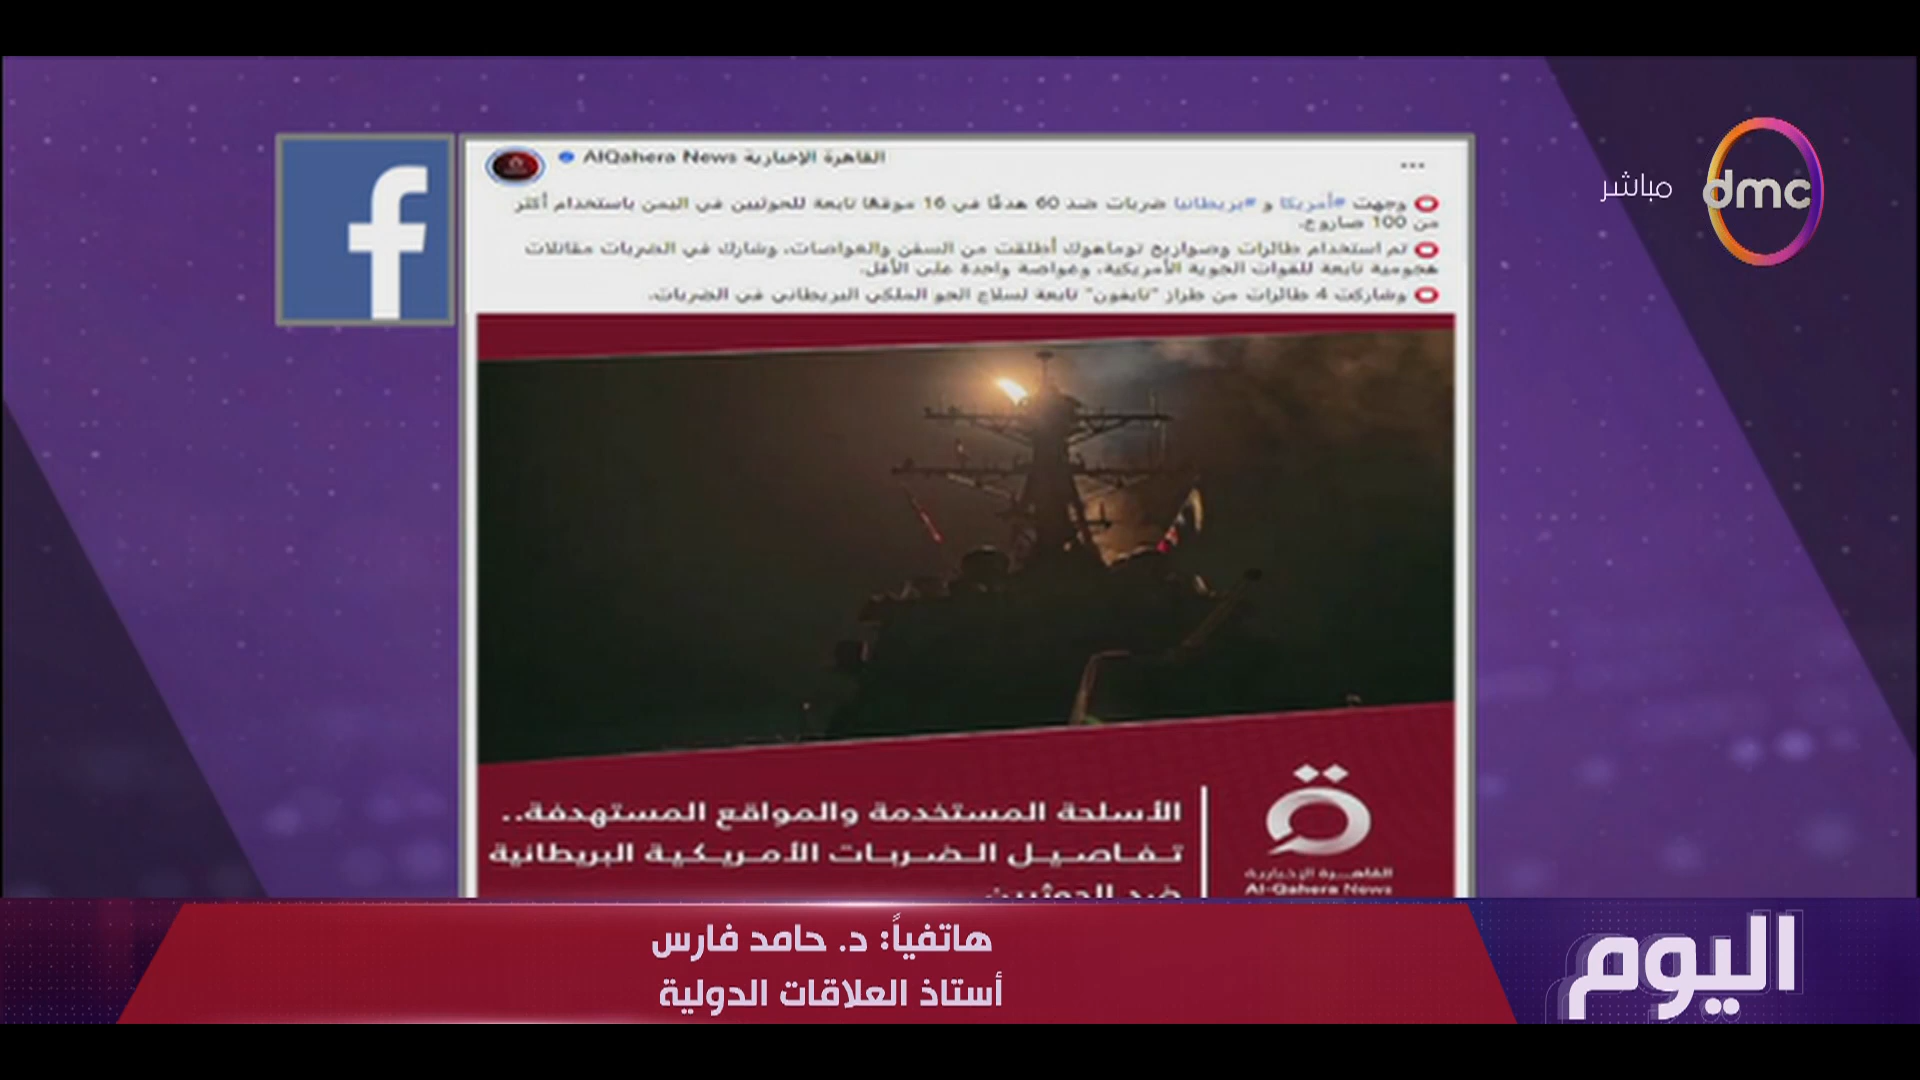 القاهرة الإخبارية AlQahera News
وجهت #أمريكا و #بريطانيا ضربات ضد 60 هدفًا في 16 موقعًا تابعة للحوثيين في اليمن باستخدام أكثر
من 100 صاروخ.
تم استخدام طائرات وصواريخ توماهوك أطلقت من السفن والغواصات، وشارك في الضربات مقاتلات
هجومية تابعة للقوات الجوية الأمريكية، وغواصة واحدة على الأقل.
وشاركت 4 طائرات من طراز "تايفون" تابعة لسلاح الجو الملكي البريطاني في الضربات.
مباشر
dmc
الأسلحة المستخدمة والمواقع المستهدفة..
تفاصيل الضربات الأمريكية البريطانية
ضد الحوثيين
القاهرة الإخبارية
Al-Qahera News
هاتفياً: د. حامد فارس
أستاذ العلاقات الدولية
اليوم